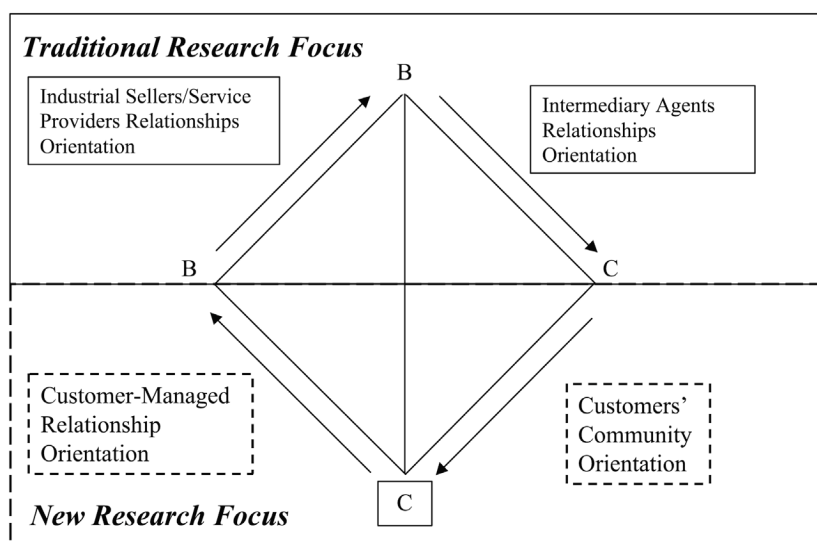 Traditional Research Focus
B
Industrial Sellers/Service
Providers Relationships
Orientation
Intermediary Agents
Relationships
Orientation
B
C
Customer-Managed
Relationship
Orientation
Customers’
Community
Orientation
C
New Research Focus